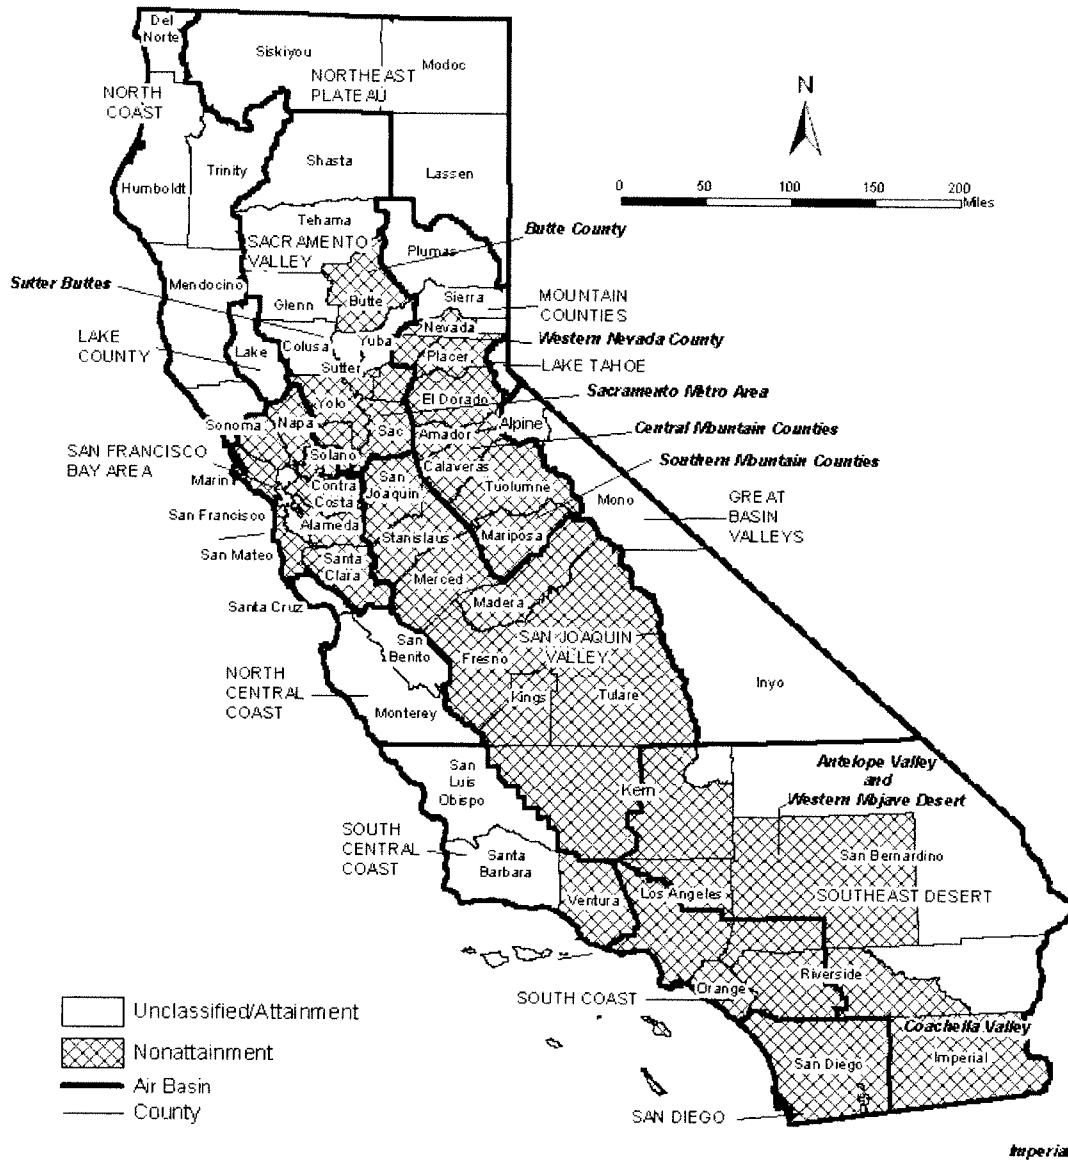 Del
Norte
Siskiyou
Modoc
NORTHEAST
PLATEAU
NORTH
COAST
N
Trinity
Shasta
Lassen
Humboldt
0 50 100 150 200
Miles
Tehama
Butte County
SACRAMENTO
VALLEY
Plumas
Sutter Buttes
Mendocino
Glenn
Butte
Sierra
MOUNTAIN
COUNTIES
Nevada
Western Nevada County
LAKE
COUNTY
Lake
Colusa
Yuba
Placer
LAKE TAHOE
Sutter
El Dorado
Sacramento Metro Area
Yolo
Sonoma
Napa
Sac
Amador
Alpine
Central Mountain Counties
SAN FRANCISCO
BAY AREA
Solano
Calaveras
Southern Mountain Counties
Marin
Contra
Costa
San
Joaquin
Tuolumne
Mono
GREAT
BASIN
VALLEYS
San Francisco
Alameda
Stanislaus
Mariposa
San Mateo
Santa
Clara
Merced
Santa Cruz
Madera
San
Benito
SAN JOAQUIN
VALLEY
Fresno
NORTH
CENTRAL
COAST
Kings
Tulare
Inyo
Monterey
San
Luis
Obispo
Kern
Antelope Valley
and
Western Mojave Desert
SOUTH
CENTRAL
COAST
Santa
Barbara
San Bernardino
Ventura
Los Angeles
SOUTHEAST DESERT
Riverside
SOUTH COAST
Orange
Coachella Valley
San Diego
Imperial
SAN DIEGO
Unclassified/Attainment
Nonattainment
Air Basin
County
Imperial